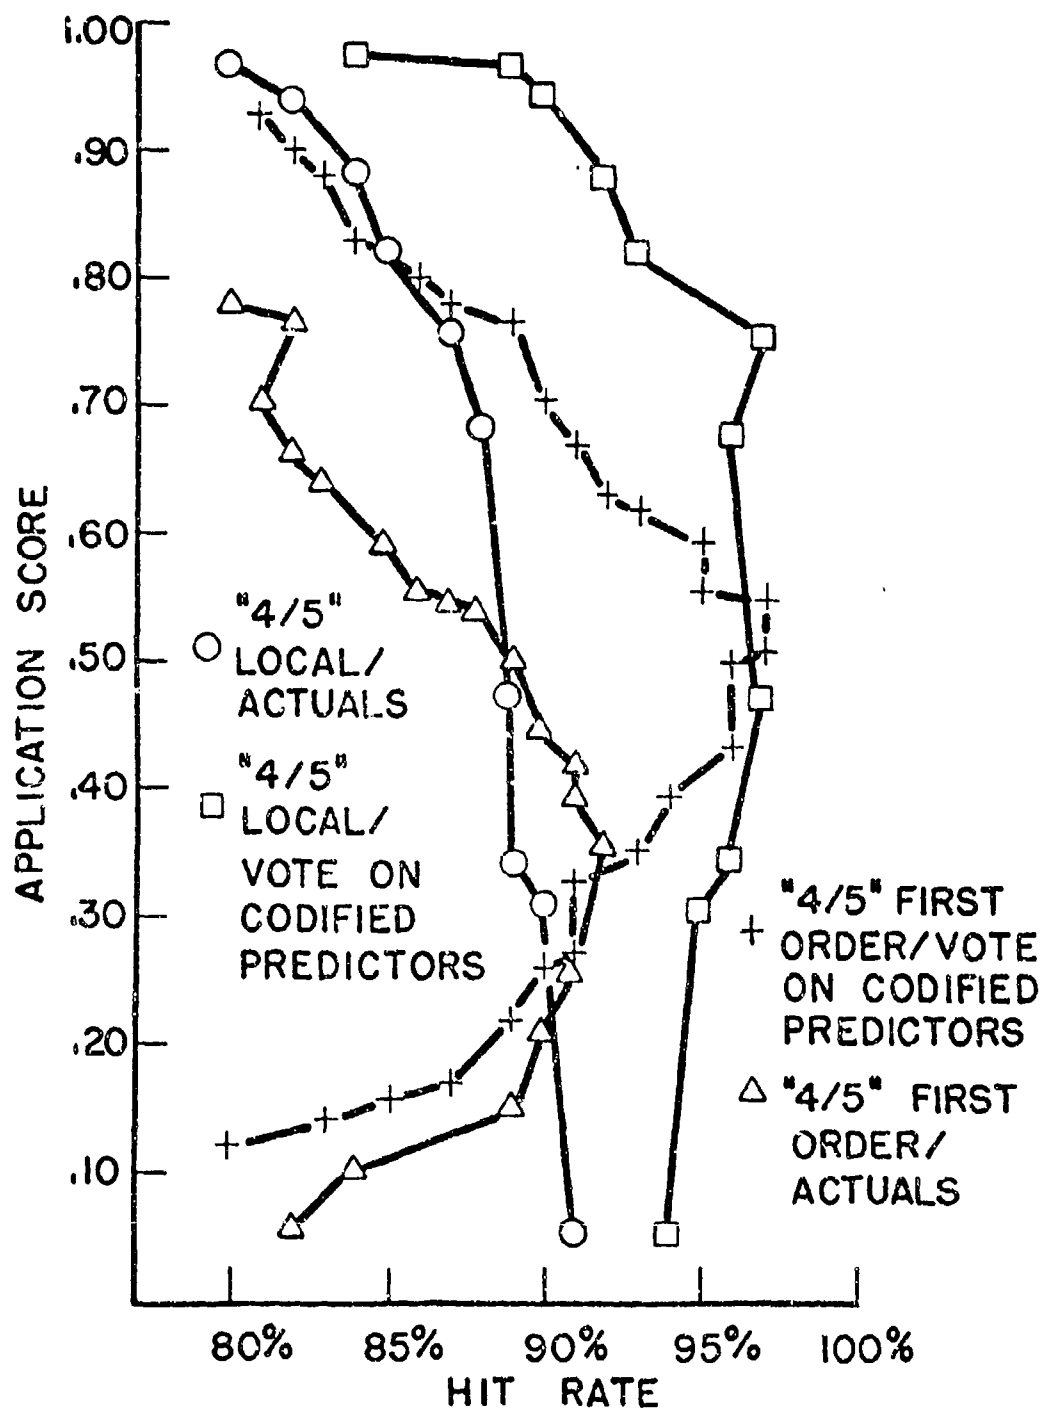 1.00
.90
.80
.70
.60
.50
.40
.30
.20
.10
APPLICATION SCORE
"4/5"
LOCAL/
ACTUALS
"4/5"
LOCAL/
VOTE ON
CODIFIED
PREDICTORS
"4/5" FIRST
ORDER/VOTE
ON CODIFIED
PREDICTORS
"4/5" FIRST
ORDER/
ACTUALS
80% 85% 90% 95% 100%
HIT RATE